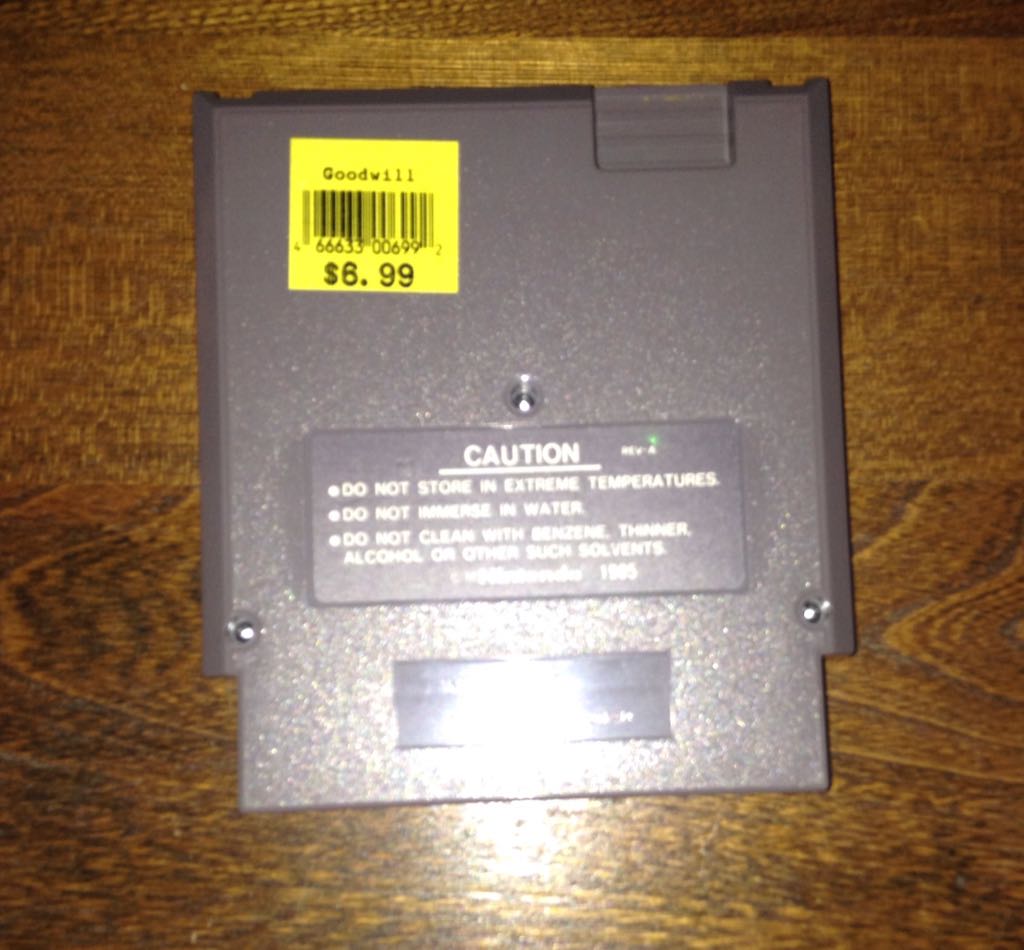 Goodwill
4 66633 00699 2
$6.99
CAUTION REV-A
●DO NOT STORE IN EXTREME TEMPERATURES.
●DO NOT IMMERSE IN WATER.
●DO NOT CLEAN WITH BENZENE, THINNER,
ALCOHOL OR OTHER SUCH SOLVENTS.
1985